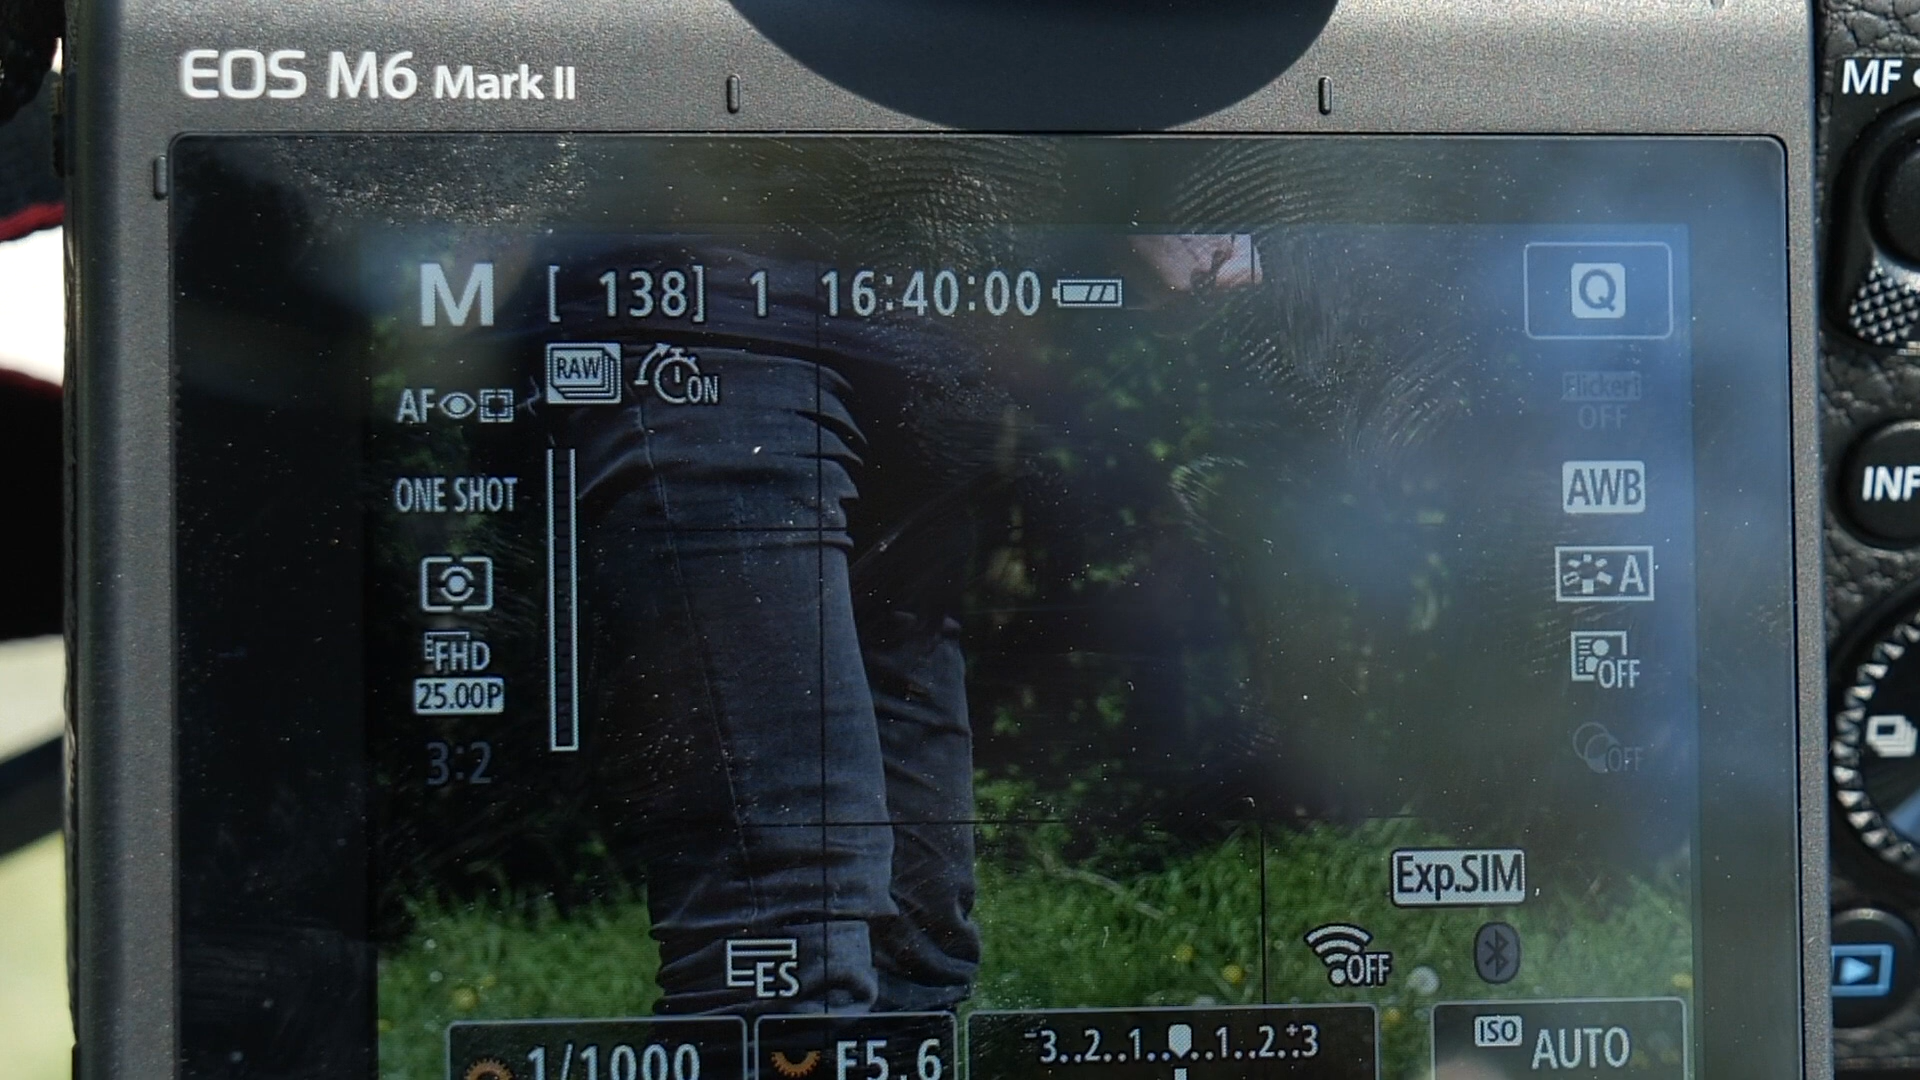 EOS M6 Mark II
MF
M [ 138] 1 16:40:00
Q
RAW ON
AF
Flicker!
OFF
ONE SHOT
AWB
INF
A
FHD
25.00P
OFF
3:2
OFF
Exp.SIM
ES
OFF
1/1000 F5.6 -3..2..1..0..1..2..+3 ISO AUTO